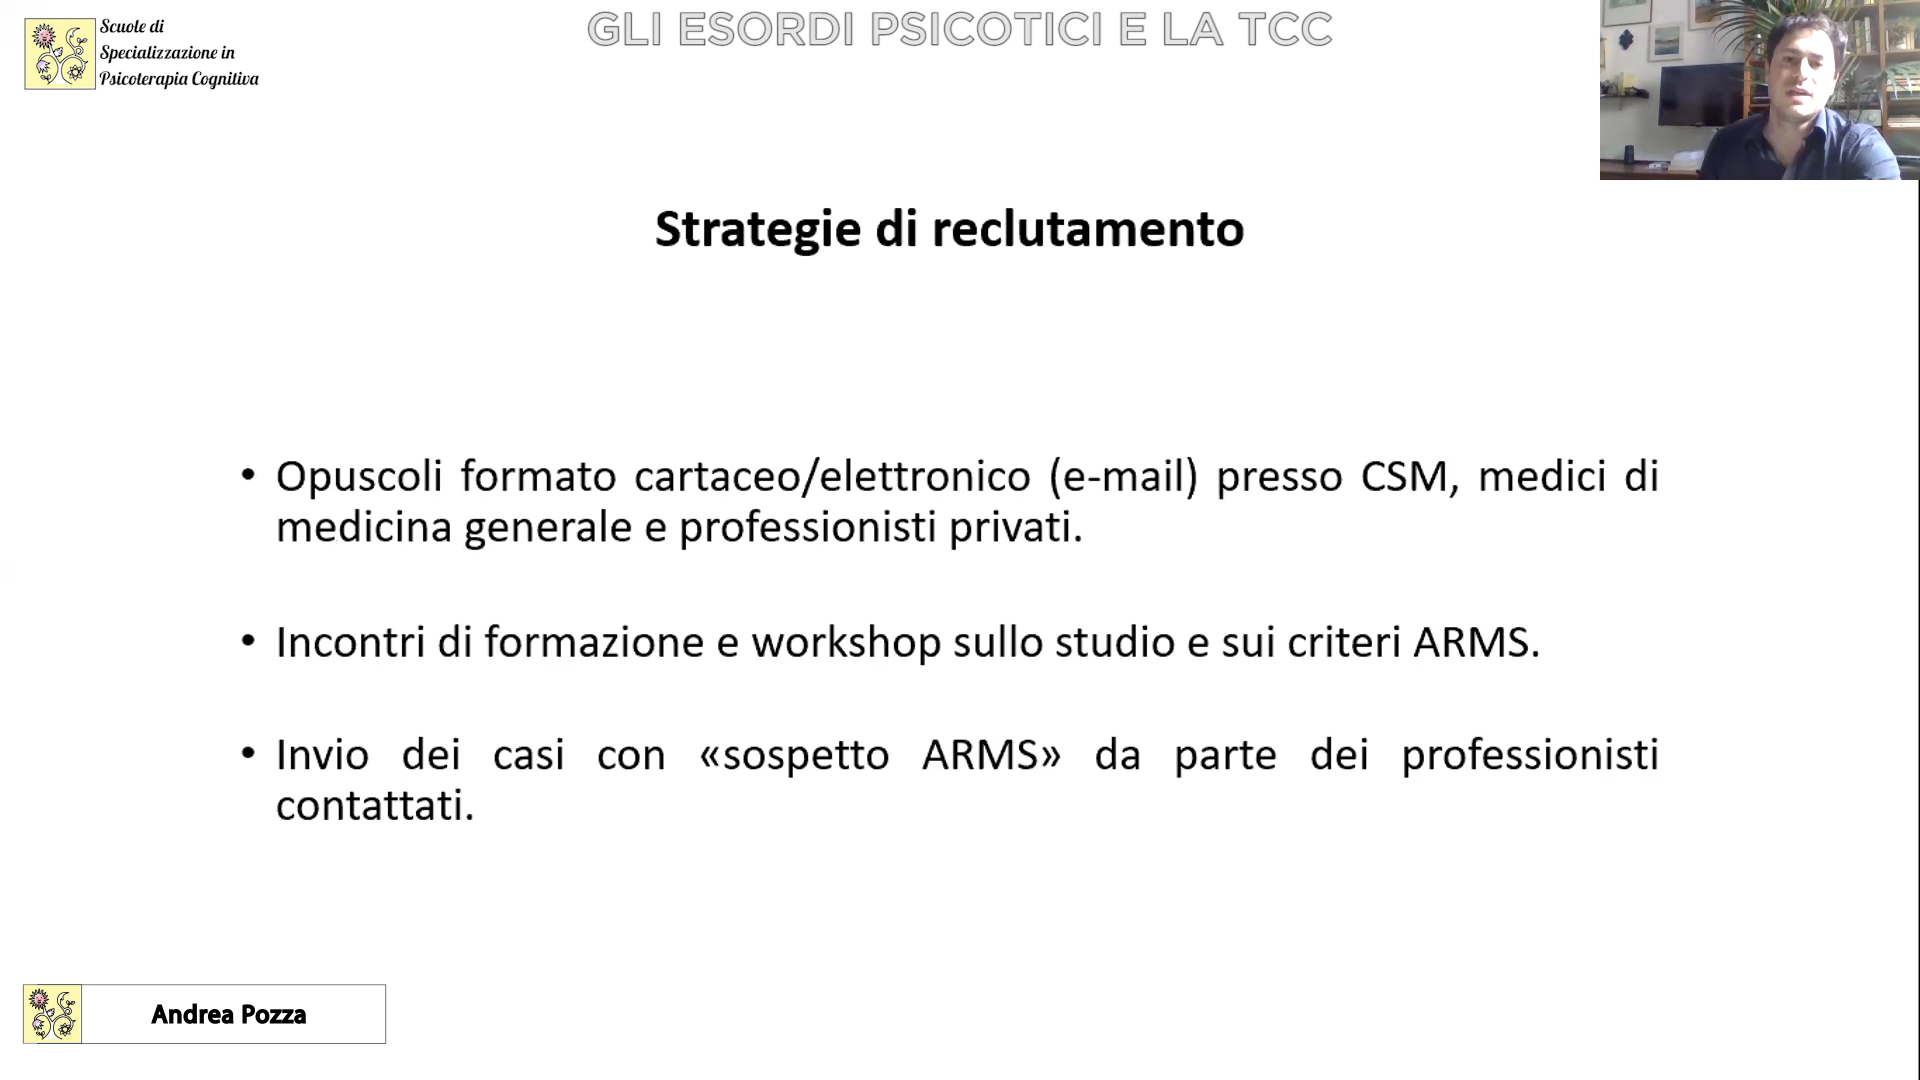 Scuole di
Specializzazione in
Psicoterapia Cognitiva
GLI ESORDI PSICOTICI E LA TCC
Strategie di reclutamento
• Opuscoli formato cartaceo/elettronico (e-mail) presso CSM, medici di
medicina generale e professionisti privati.
• Incontri di formazione e workshop sullo studio e sui criteri ARMS.
• Invio dei casi con «sospetto ARMS» da parte dei professionisti
contattati.
Andrea Pozza